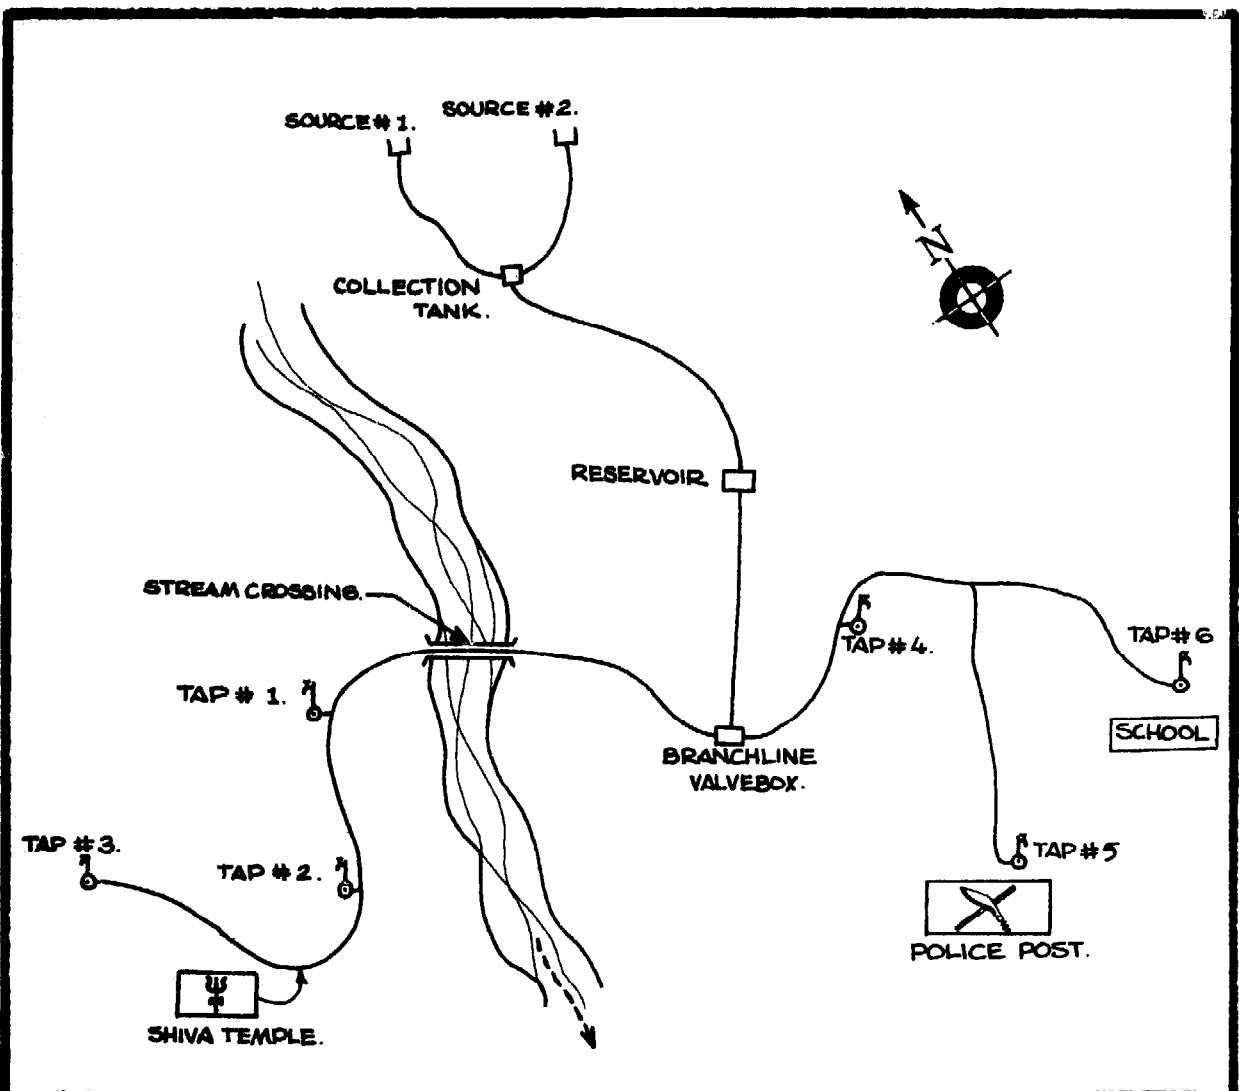 SOURCE # 1.
SOURCE # 2.
N
COLLECTION
TANK.
RESERVOIR
STREAM CROSSING.
TAP # 4.
TAP # 6
TAP # 1.
SCHOOL
BRANCHLINE
VALVEBOX.
TAP # 3.
TAP # 2.
TAP # 5
POLICE POST.
SHIVA TEMPLE.